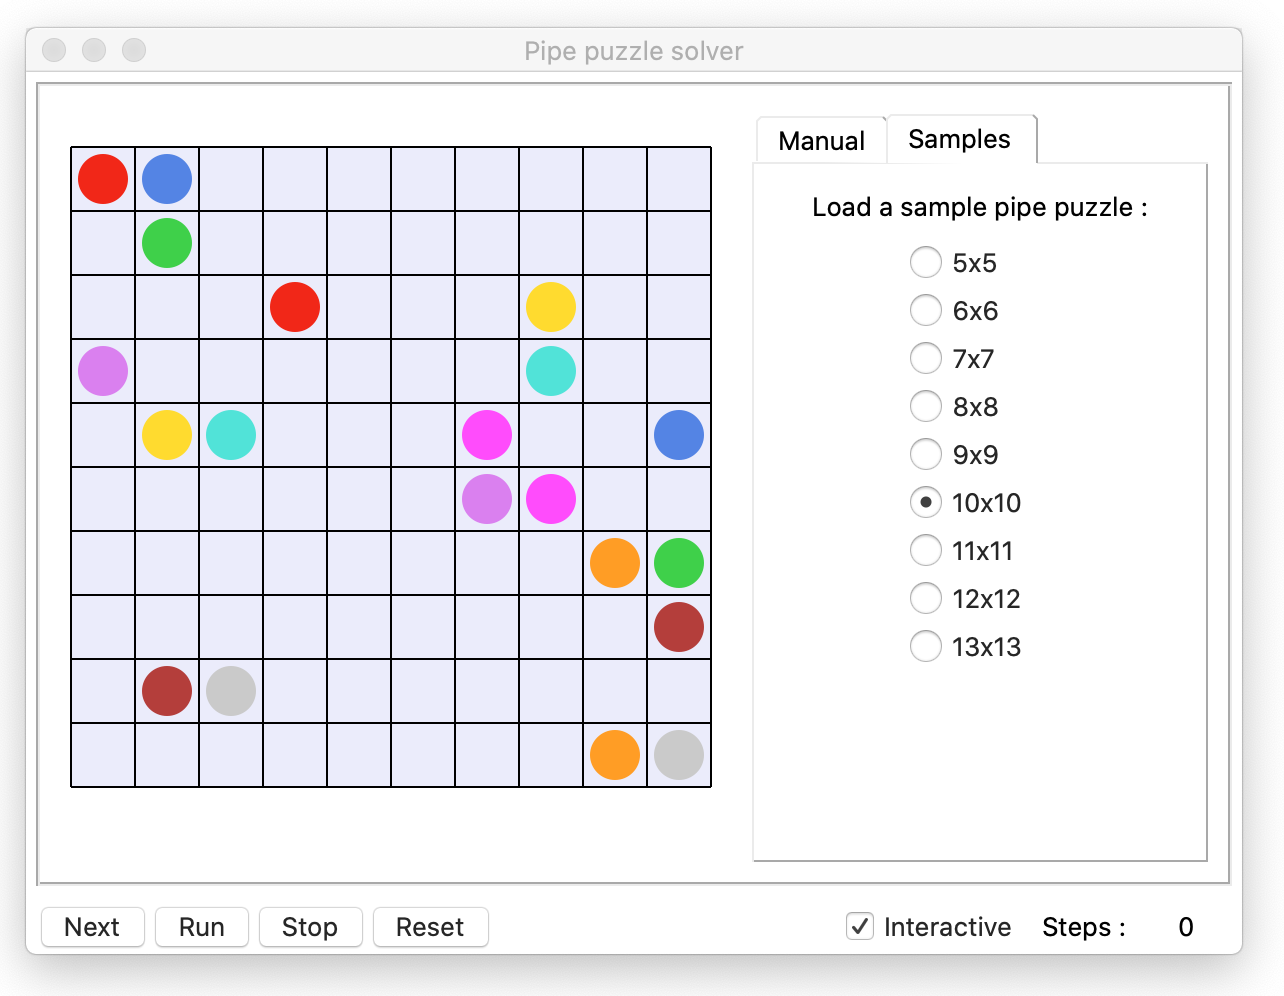 Pipe puzzle solver
Manual
Samples
Load a sample pipe puzzle :
5x5
6x6
7x7
8x8
9x9
10x10
11x11
12x12
13x13
Next
Run
Stop
Reset
Interactive
Steps :
0